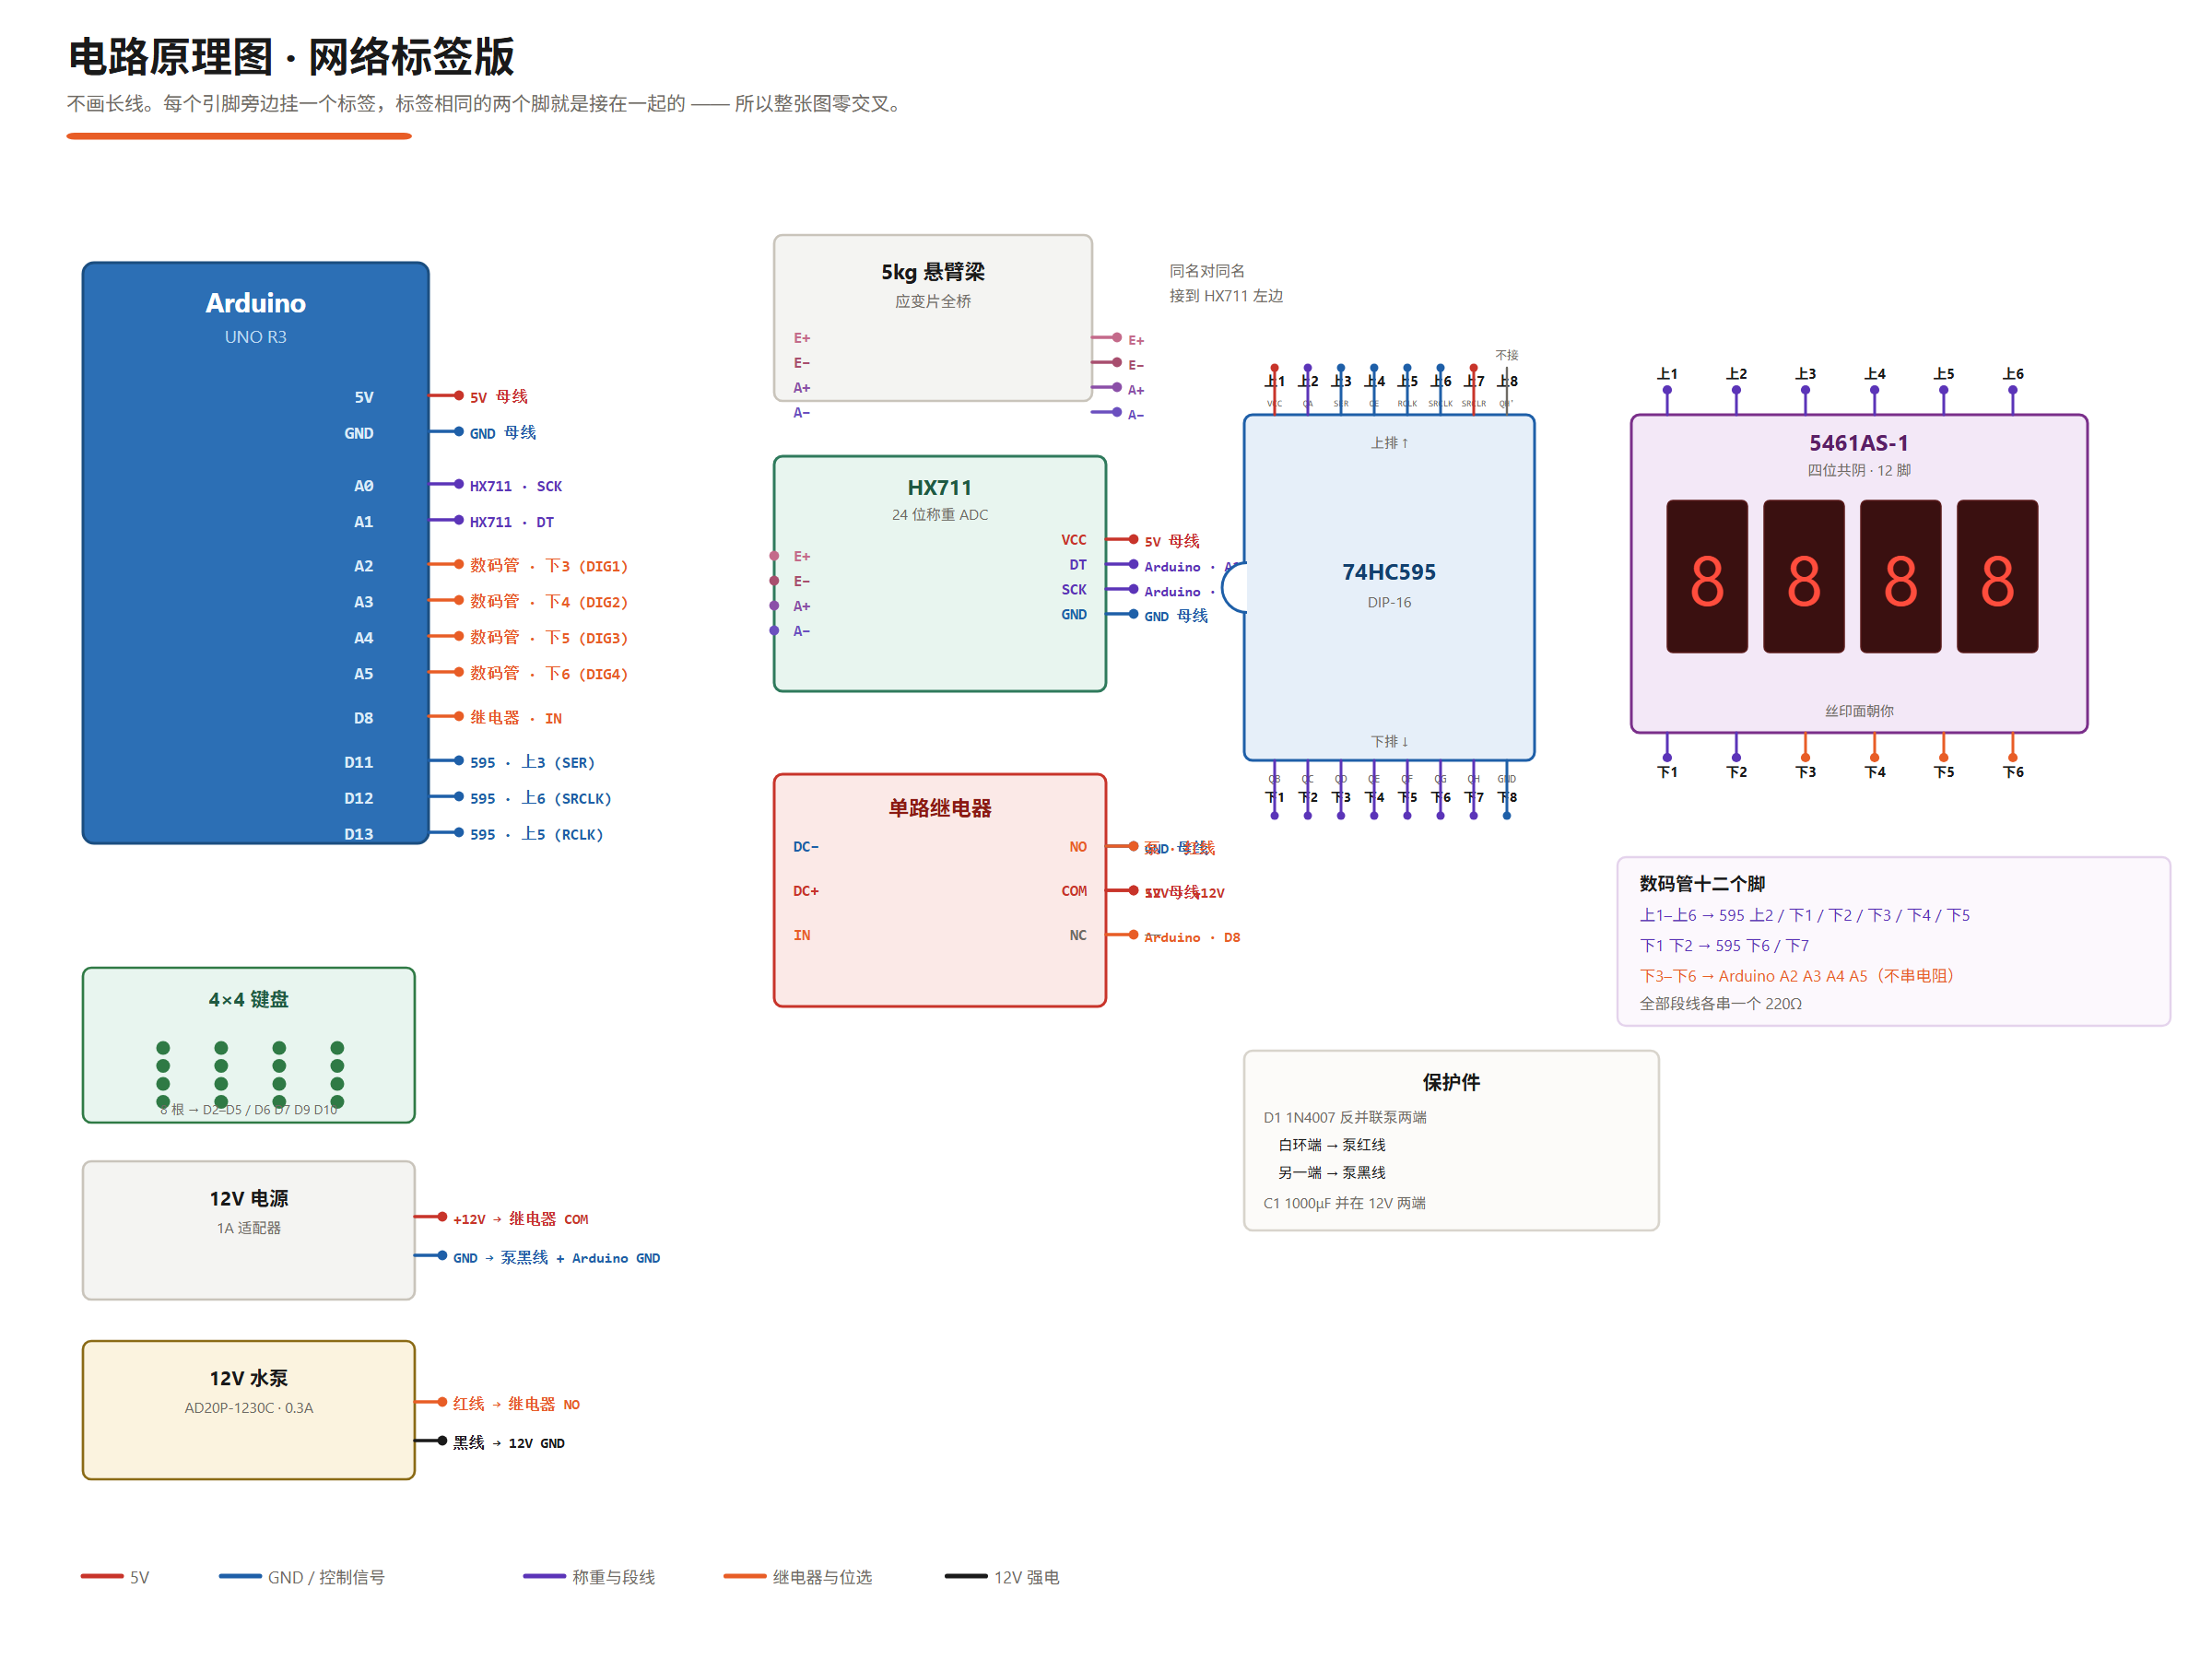 电路原理图 · 网络标签版
不画长线。每个引脚旁边挂一个标签，标签相同的两个脚就是接在一起的 —— 所以整张图零交叉。
Arduino
UNO R3
5V 5V 母线
GND GND 母线
A0 HX711 · SCK
A1 HX711 · DT
A2 数码管 · 下3 (DIG1)
A3 数码管 · 下4 (DIG2)
A4 数码管 · 下5 (DIG3)
A5 数码管 · 下6 (DIG4)
D8 继电器 · IN
D11 595 · 上3 (SER)
D12 595 · 上6 (SRCLK)
D13 595 · 上5 (RCLK)
4×4 键盘
8 根 → D2–D5 / D6 D7 D9 D10
12V 电源
1A 适配器
+12V → 继电器 COM
GND → 泵黑线 + Arduino GND
12V 水泵
AD20P-1230C · 0.3A
红线 → 继电器 NO
黑线 → 12V GND
5kg 悬臂梁
应变片全桥
E+ E+
E− E−
A+ A+
A− A−
同名对同名
接到 HX711 左边
HX711
24 位称重 ADC
E+
E−
A+
A−
VCC 5V 母线
DT Arduino ·
SCK Arduino ·
GND GND 母线
单路继电器
DC− NO
DC+ COM
IN NC Arduino · D8
不接
上1 上2 上3 上4 上5 上6 上7 上8
VCC QA SER OE RCLK SRCLK SRCLR QH'
上排 ↑
74HC595
DIP-16
下排 ↓
QB QC QD QE QF QG QH GND
下1 下2 下3 下4 下5 下6 下7 下8
上1 上2 上3 上4 上5 上6
5461AS-1
四位共阴 · 12 脚
8 8 8 8
丝印面朝你
下1 下2 下3 下4 下5 下6
数码管十二个脚
上1–上6 → 595 上2 / 下1 / 下2 / 下3 / 下4 / 下5
下1 下2 → 595 下6 / 下7
下3–下6 → Arduino A2 A3 A4 A5（不串电阻）
全部段线各串一个 220Ω
保护件
D1 1N4007 反并联泵两端
白环端 → 泵红线
另一端 → 泵黑线
C1 1000µF 并在 12V 两端
5V GND / 控制信号 称重与段线 继电器与位选 12V 强电